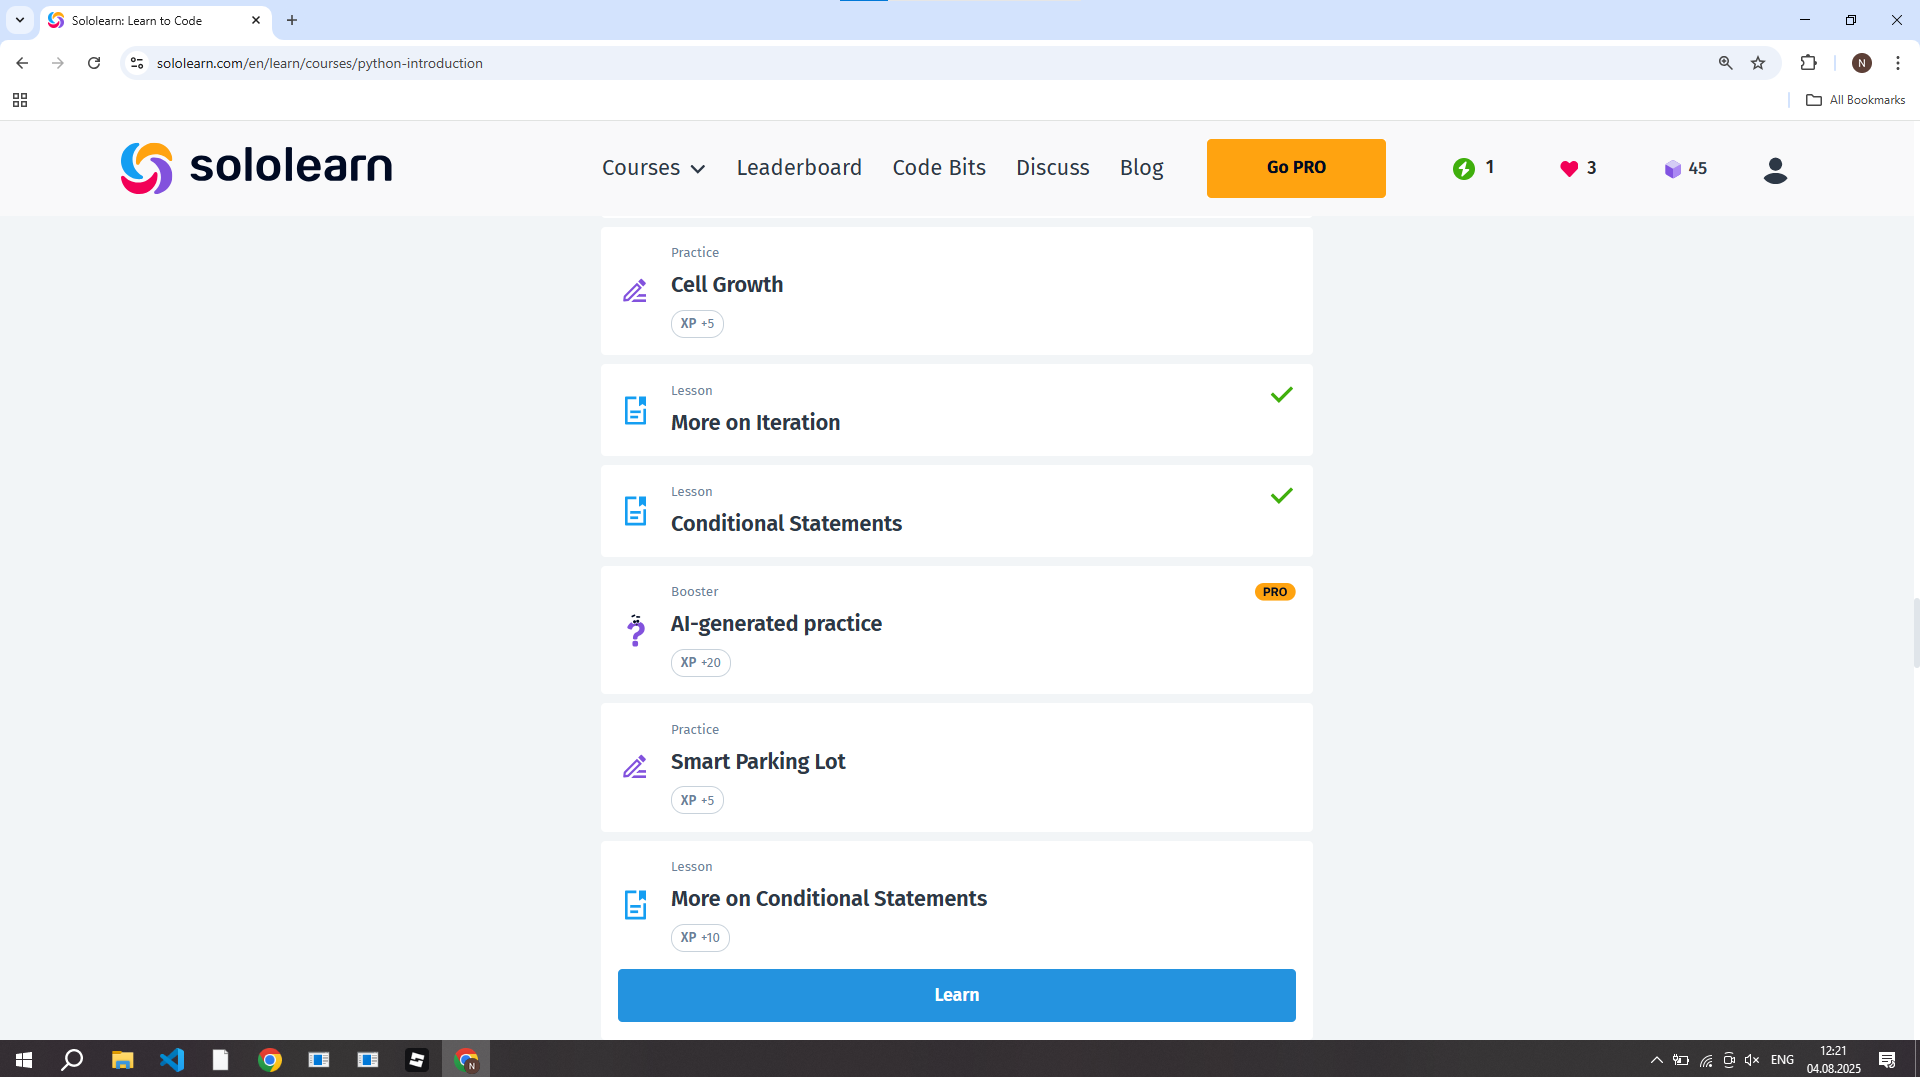 Sololearn: Learn to Code
sololearn.com/en/learn/courses/python-introduction
N
All Bookmarks
sololearn
Courses
Leaderboard
Code Bits
Discuss
Blog
Go PRO
1
3
45
Practice
Cell Growth
XP +5
Lesson
More on Iteration
Lesson
Conditional Statements
Booster
PRO
AI-generated practice
XP +20
Practice
Smart Parking Lot
XP +5
Lesson
More on Conditional Statements
XP +10
Learn
N
ENG
12:21
04.08.2025